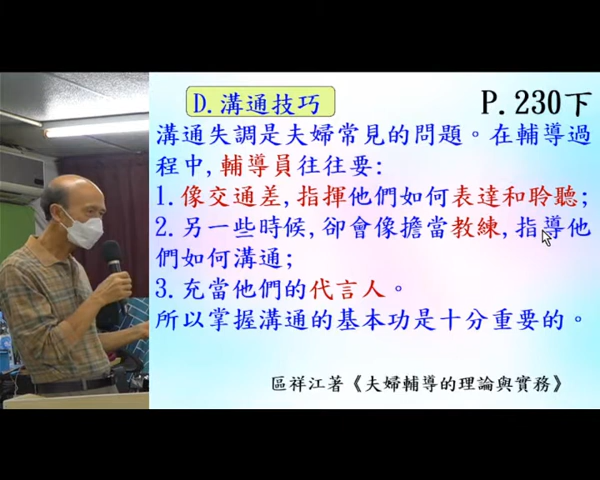 D.溝通技巧
P.230下
溝通失調是夫婦常見的問題。在輔導過
程中,輔導員往往要:
1.像交通差,指揮他們如何表達和聆聽;
2.另一些時候,卻會像擔當教練,指導他
們如何溝通;
3.充當他們的代言人。
所以掌握溝通的基本功是十分重要的。
區祥江著《夫婦輔導的理論與實務》